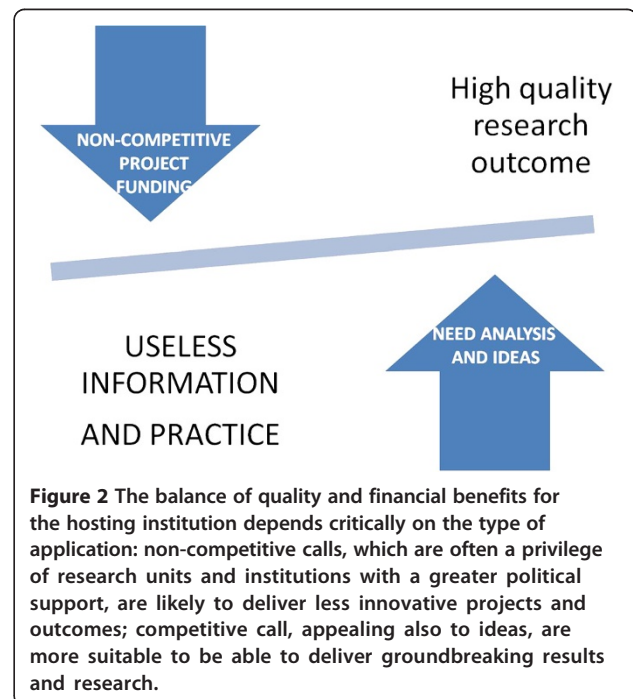 NON-COMPETITIVE
PROJECT
FUNDING
High quality
research
outcome
USELESS
INFORMATION
AND PRACTICE
NEED ANALYSIS
AND IDEAS
Figure 2 The balance of quality and financial benefits for
the hosting institution depends critically on the type of
application: non-competitive calls, which are often a privilege
of research units and institutions with a greater political
support, are likely to deliver less innovative projects and
outcomes; competitive call, appealing also to ideas, are
more suitable to be able to deliver groundbreaking results
and research.